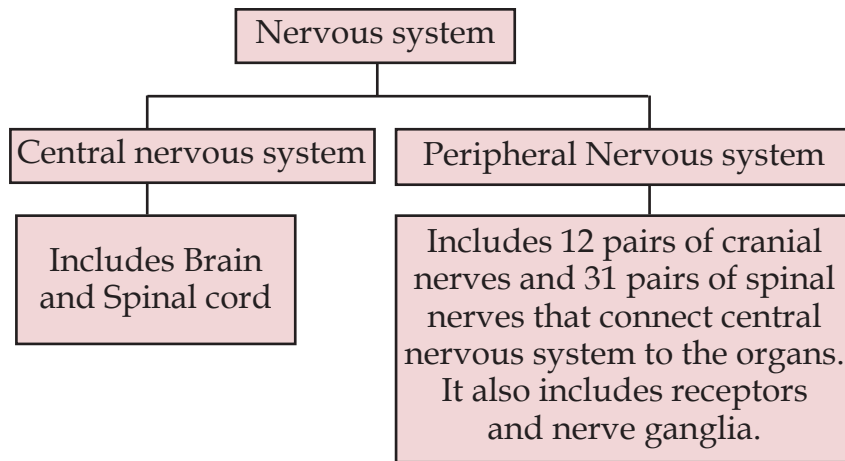 Nervous system
Central nervous system
Peripheral Nervous system
Includes Brain
and Spinal cord
Includes 12 pairs of cranial
nerves and 31 pairs of spinal
nerves that connect central
nervous system to the organs.
It also includes receptors
and nerve ganglia.